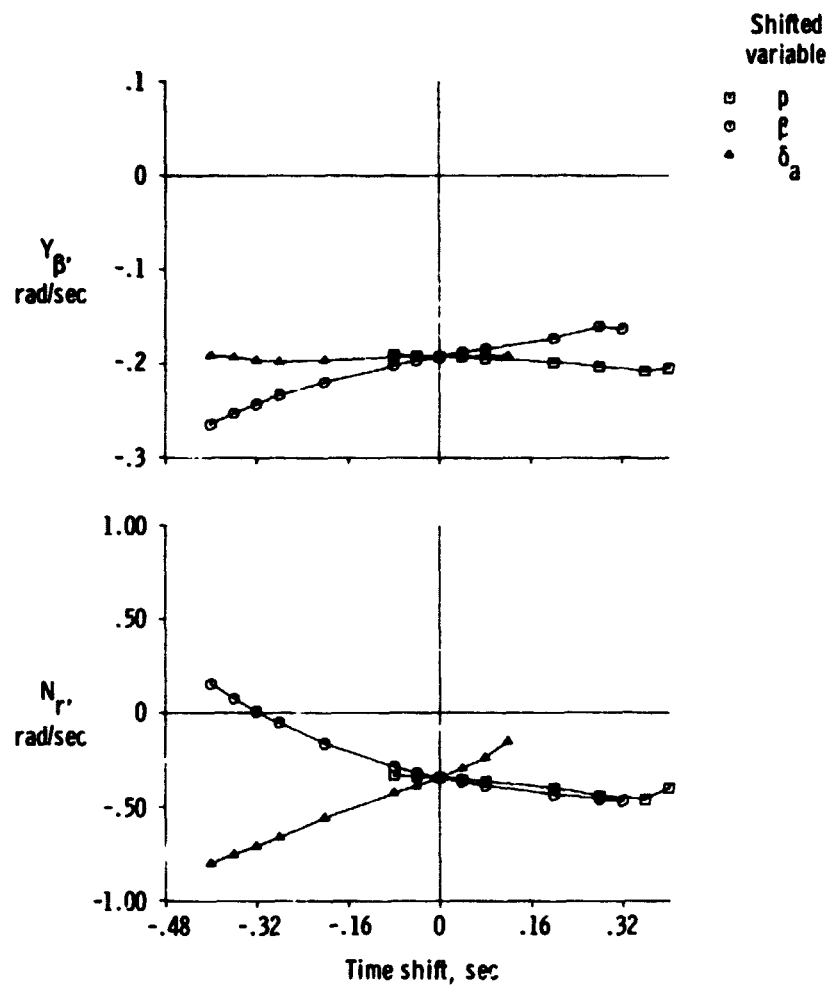 Shifted
variable
p
β
δa
.1
0
-.1
-.2
-.3
Yβ,
rad/sec
1.00
.50
0
-.50
-1.00
Nr,
rad/sec
-.48
-.32
-.16
0
.16
.32
Time shift, sec